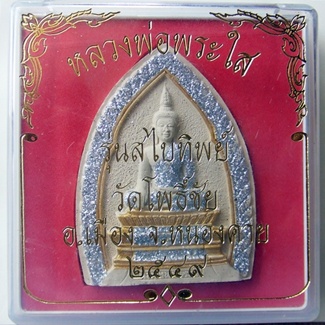 หลวงพ่อพระใส
รุ่นสไบทิพย์
วัดโพธิ์ชัย
อ.เมือง จ.หนองคาย
๒๕๔๙